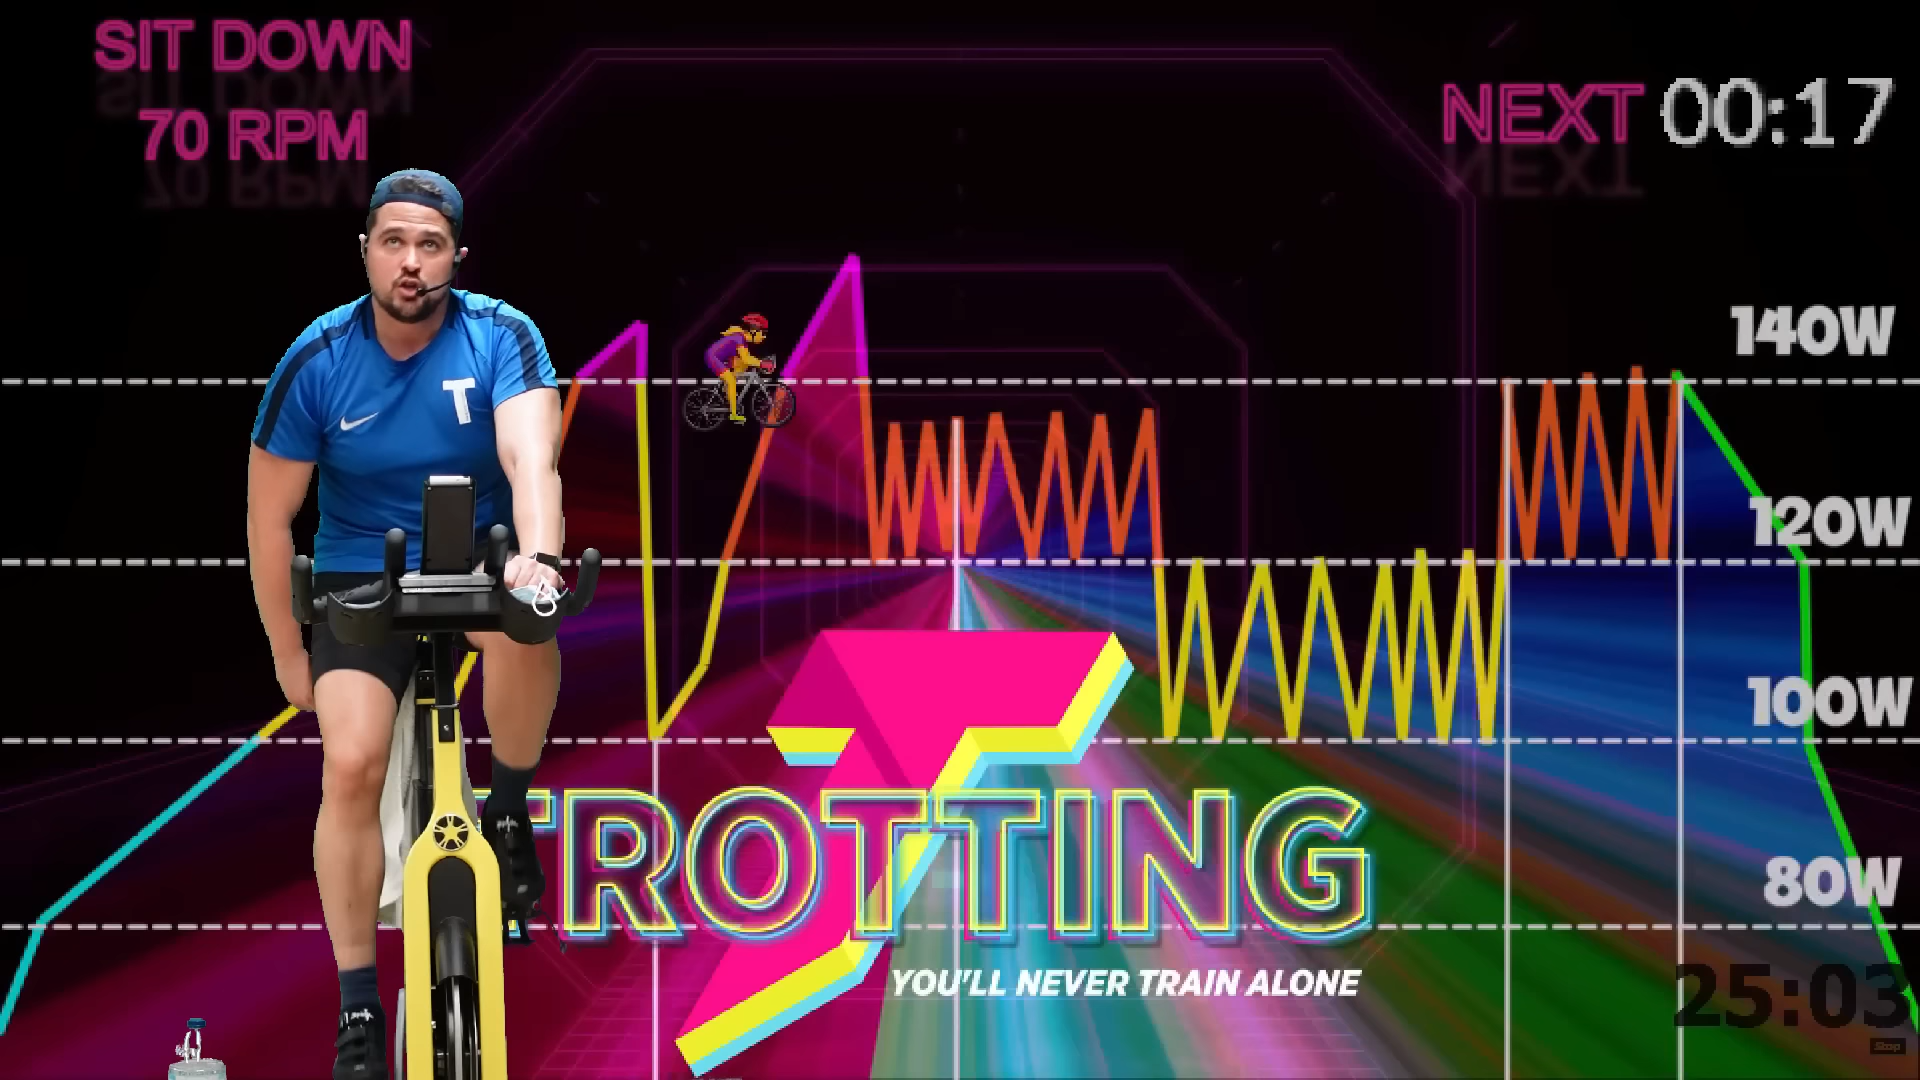 SIT DOWN
70 RPM
NEXT 00:17
140W
120W
100W
80W
T
TROTTING
YOU'LL NEVER TRAIN ALONE
25:03
Stop